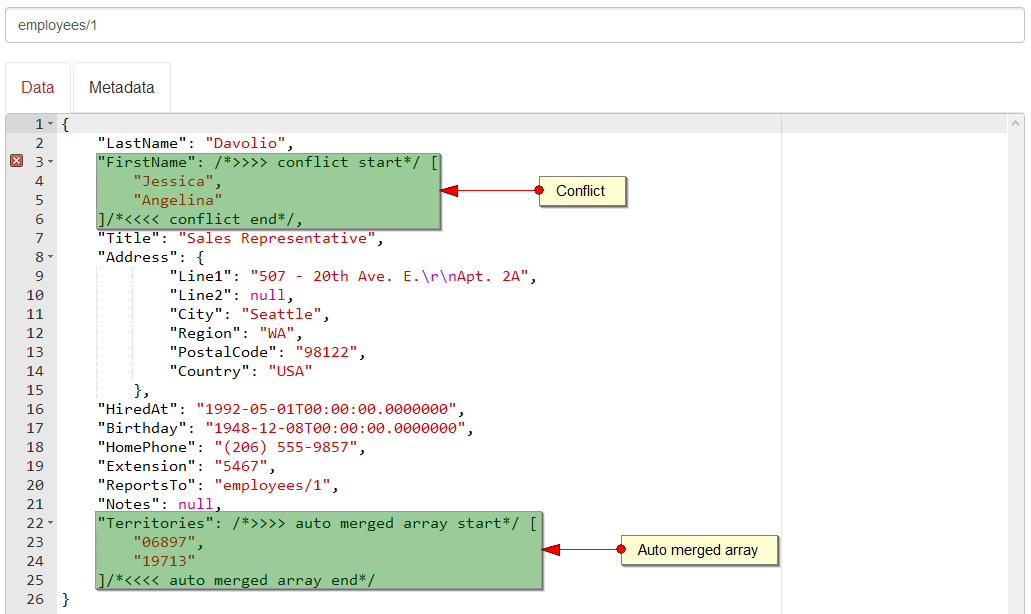 employees/1
Data Metadata
1 {
2 "LastName": "Davolio",
3 "FirstName": /*>>>> conflict start*/ [
4 "Jessica",
5 "Angelina"
Conflict
6 ]/*<<<< conflict end*/,
7 "Title": "Sales Representative",
8 "Address": {
9 "Line1": "507 - 20th Ave. E.\r\nApt. 2A",
10 "Line2": null,
11 "City": "Seattle",
12 "Region": "WA",
13 "PostalCode": "98122",
14 "Country": "USA"
15 },
16 "HiredAt": "1992-05-01T00:00:00.0000000",
17 "Birthday": "1948-12-08T00:00:00.0000000",
18 "HomePhone": "(206) 555-9857",
19 "Extension": "5467",
20 "ReportsTo": "employees/1",
21 "Notes": null,
22 "Territories": /*>>>> auto merged array start*/ [
23 "06897",
24 "19713"
Auto merged array
25 ]/*<<<< auto merged array end*/
26 }